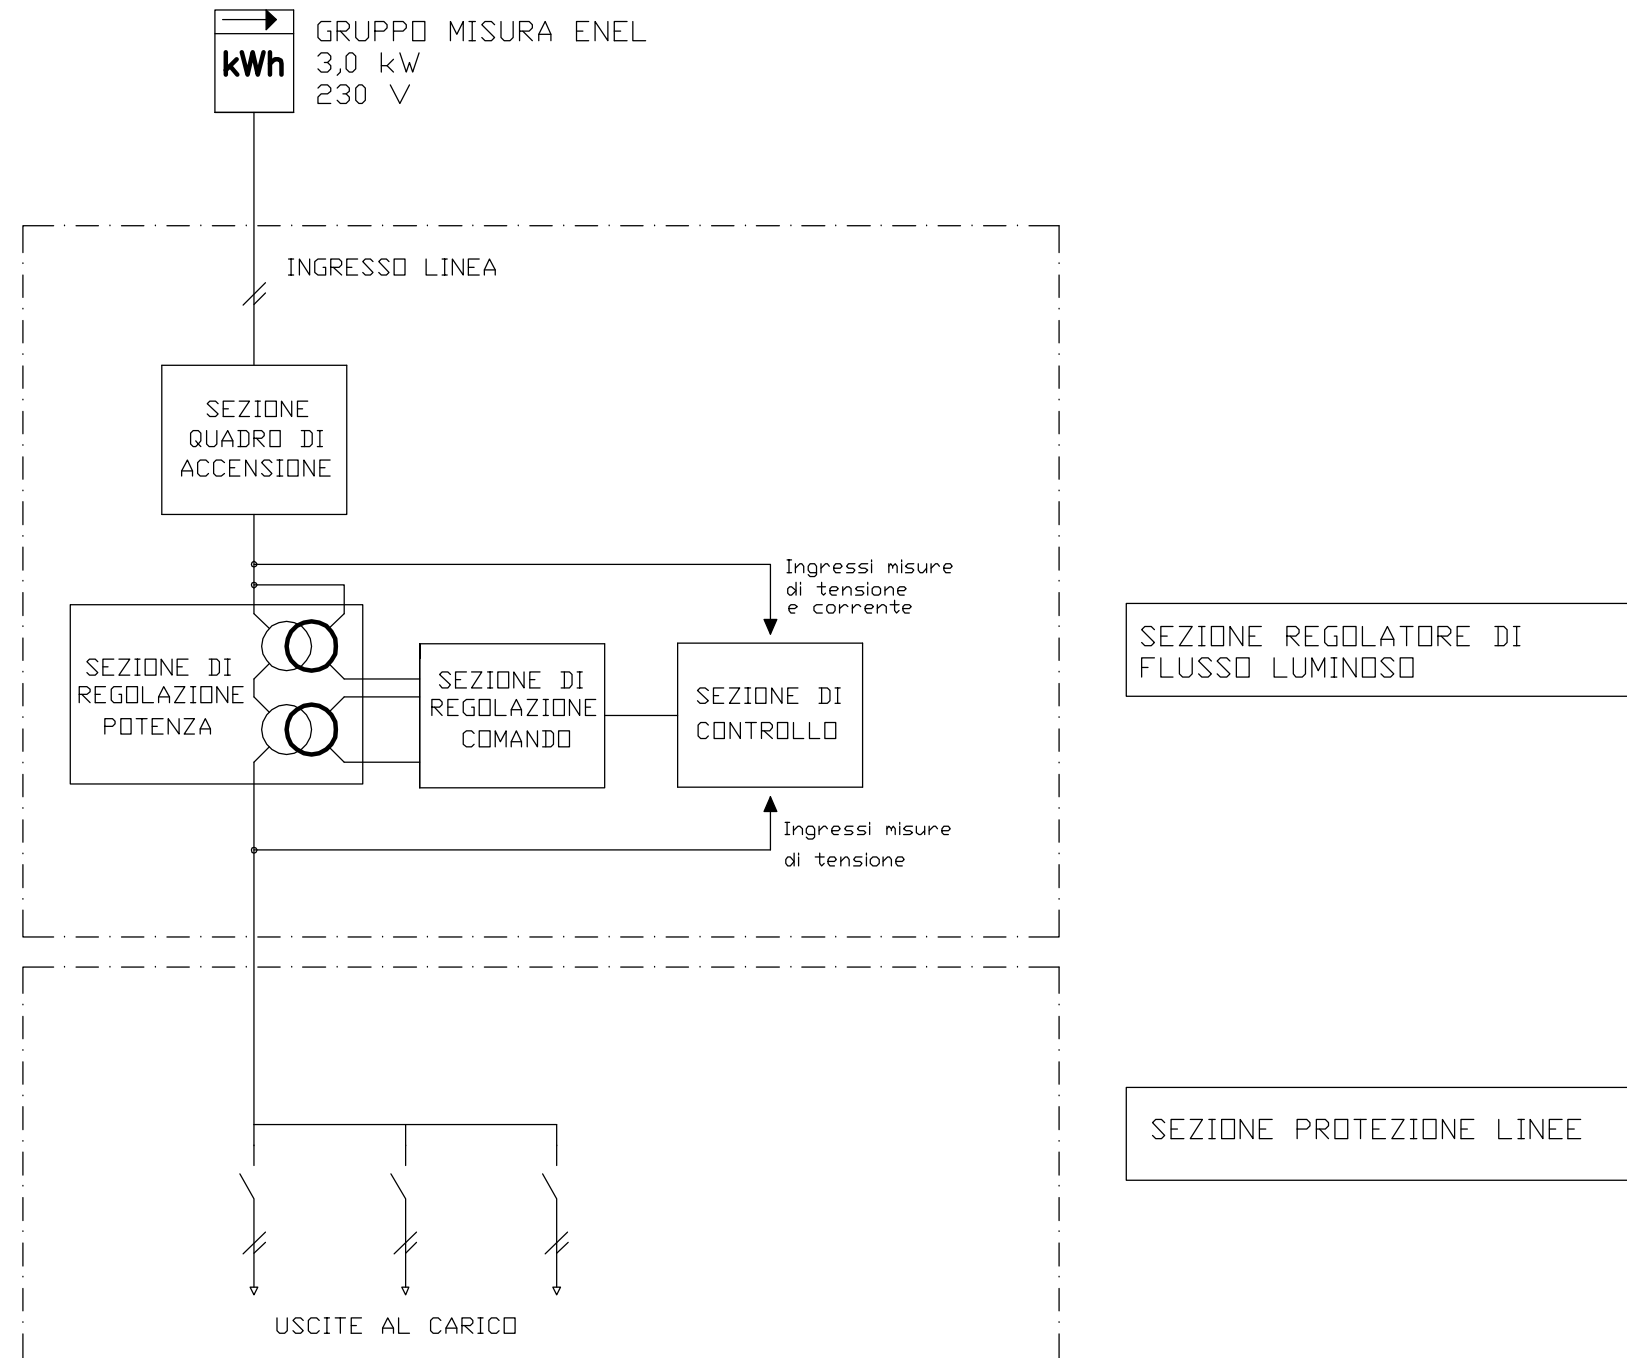 GRUPPO MISURA ENEL
3,0 kW
230 V
kWh
INGRESSO LINEA
SEZIONE
QUADRO DI
ACCENSIONE
Ingressi misure
di tensione
e corrente
SEZIONE DI
REGOLAZIONE
POTENZA
SEZIONE DI
REGOLAZIONE
COMANDO
SEZIONE DI
CONTROLLO
Ingressi misure
di tensione
SEZIONE REGOLATORE DI
FLUSSO LUMINOSO
SEZIONE PROTEZIONE LINEE
USCITE AL CARICO